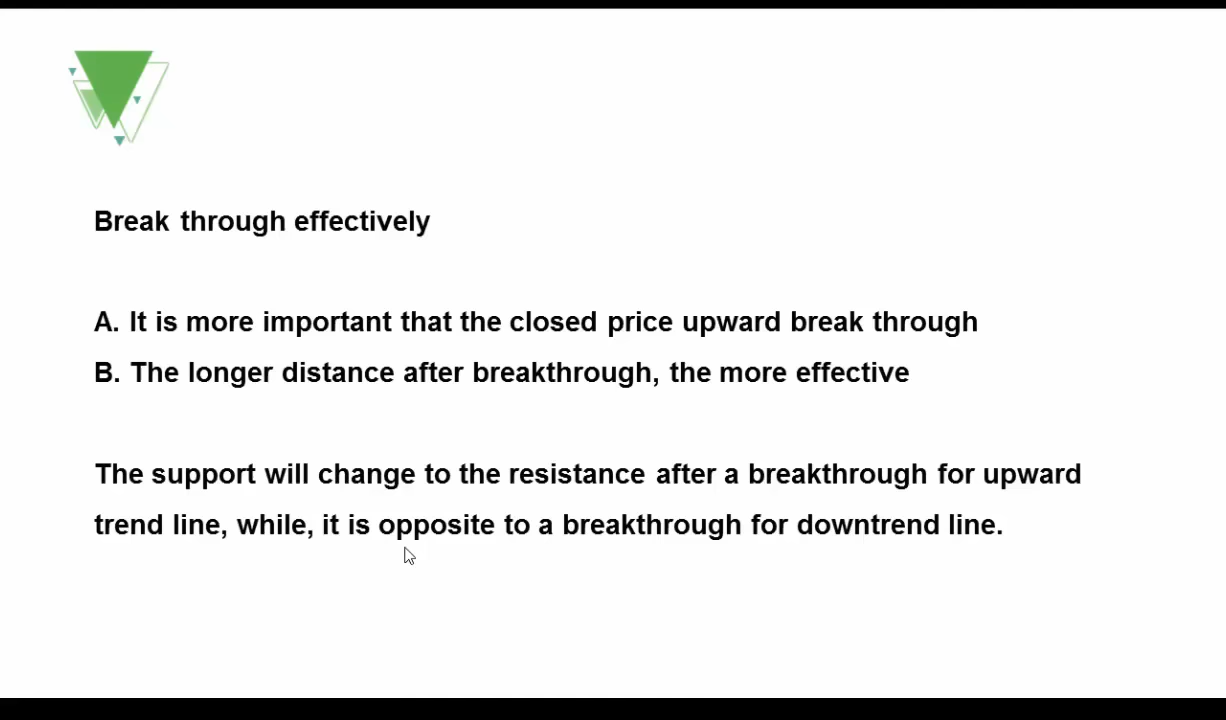 Break through effectively
A. It is more important that the closed price upward break through
B. The longer distance after breakthrough, the more effective
The support will change to the resistance after a breakthrough for upward
trend line, while, it is opposite to a breakthrough for downtrend line.